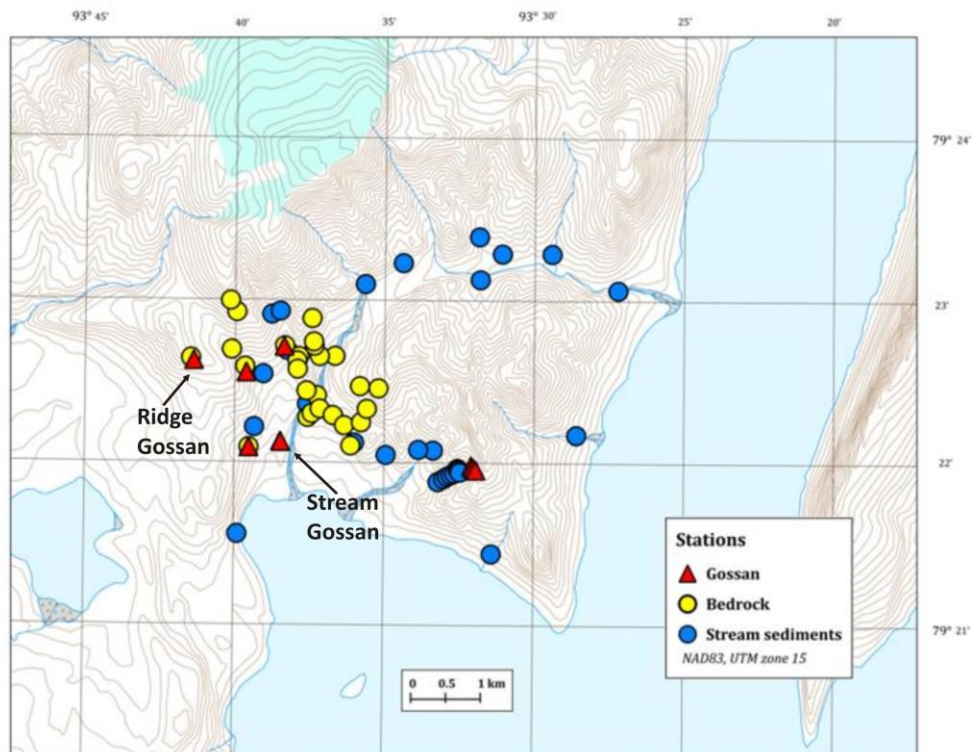 93° 45' 40' 35' 93° 30' 25' 20'
79° 24'
23'
Ridge
Gossan
22'
Stream
Gossan
Stations
Gossan
Bedrock
Stream sediments
NAD83, UTM zone 15
79° 21'
0 0.5 1 km